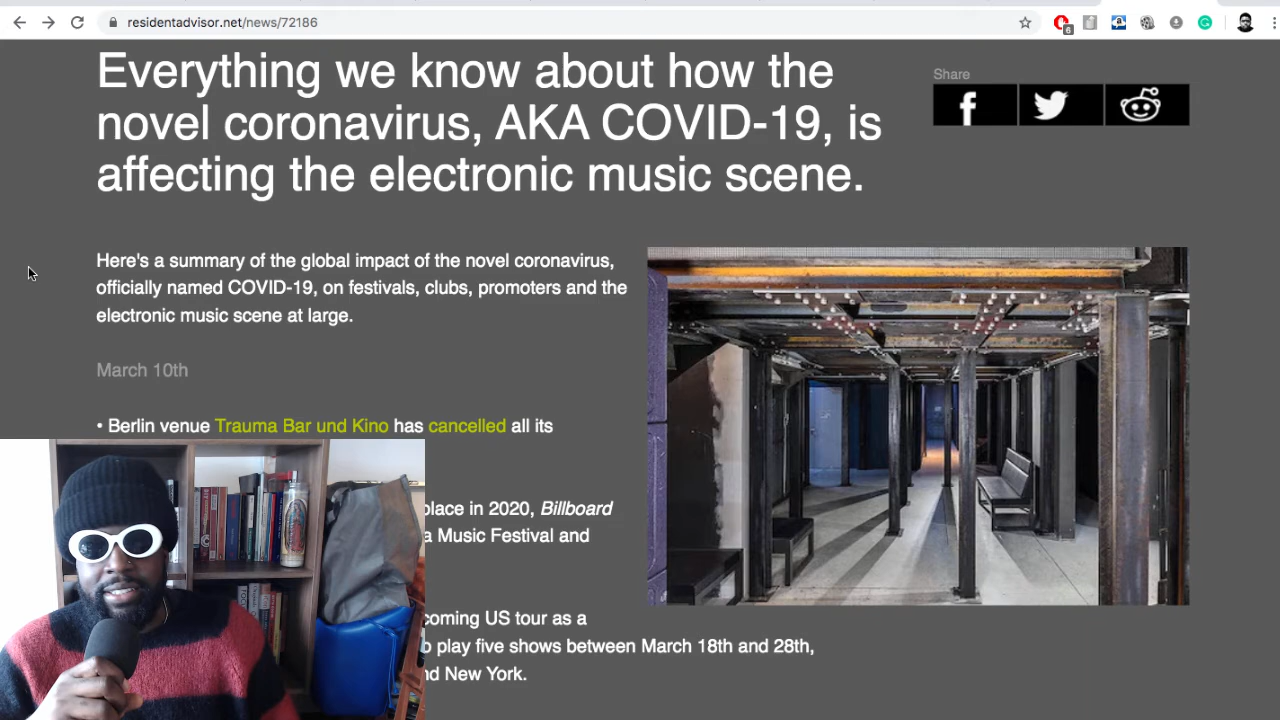 residentadvisor.net/news/72186
6
Everything we know about how the
novel coronavirus, AKA COVID-19, is
affecting the electronic music scene.
Share
Here's a summary of the global impact of the novel coronavirus,
officially named COVID-19, on festivals, clubs, promoters and the
electronic music scene at large.
March 10th
• Berlin venue Trauma Bar und Kino has cancelled all its
place in 2020, Billboard
a Music Festival and
coming US tour as a
o play five shows between March 18th and 28th,
nd New York.